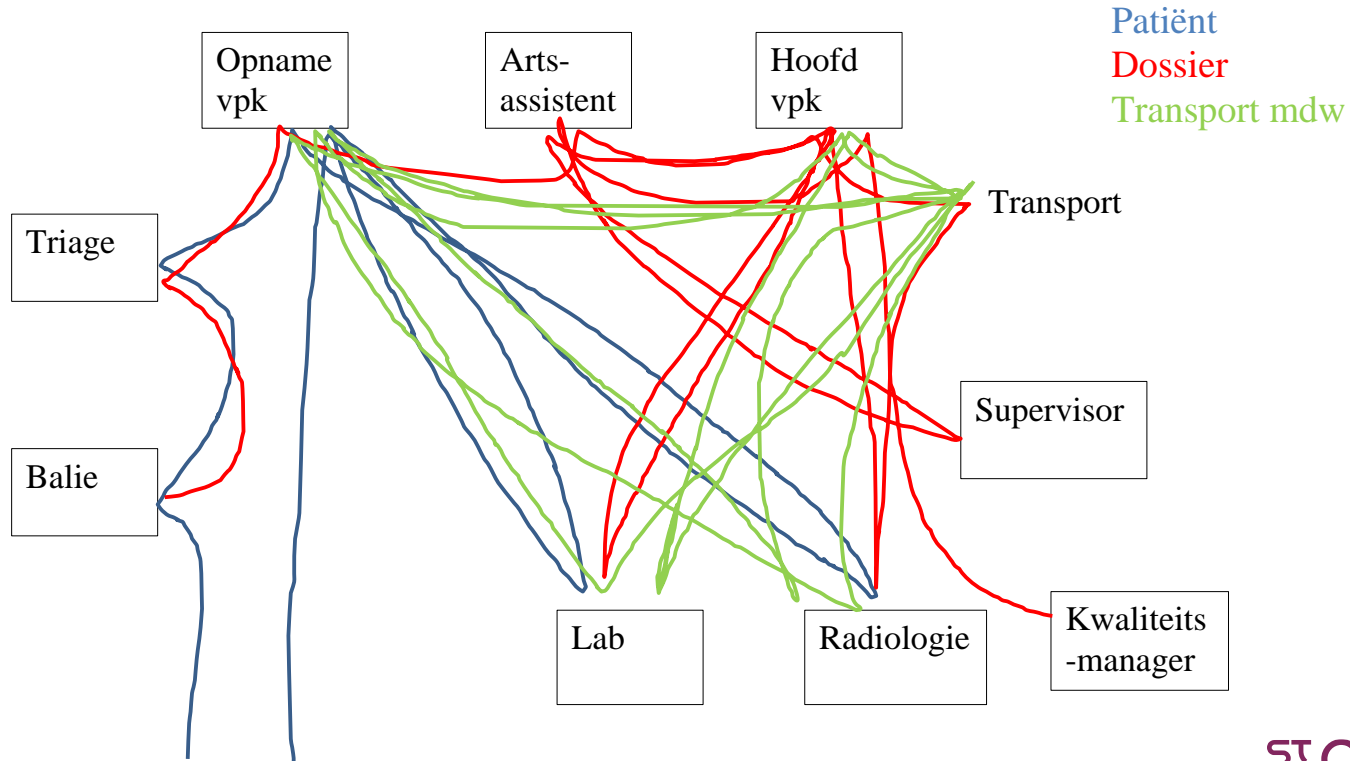 Patiënt
Dossier
Transport mdw
Opname
vpk
Arts-
assistent
Hoofd
vpk
Transport
Triage
Supervisor
Balie
Lab
Radiologie
Kwaliteits
-manager